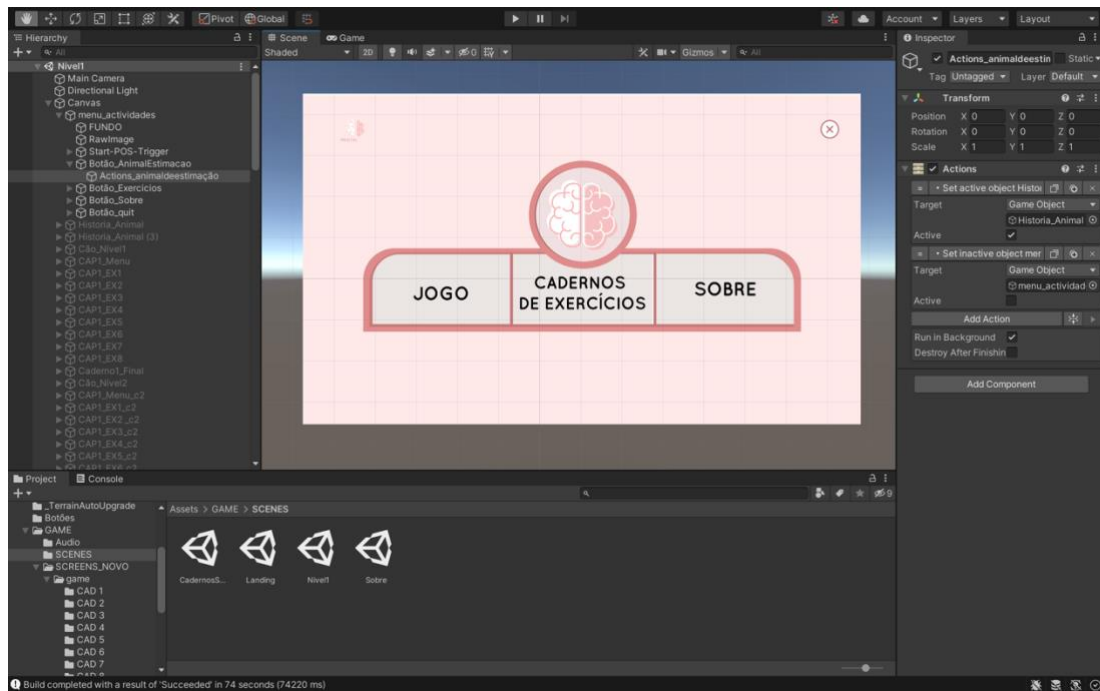 Pivot Global Account Layers Layout
Hierarchy
All
Nivel1
Main Camera
Directional Light
Canvas
menu_actividades
FUNDO
RawImage
Start-POS-Trigger
Botão_AnimalEstimacao
Actions_animaldeestimação
Botão_Exercicios
Botão_Sobre
Botão_quit
Historia_Animal
Historia_Animal (3)
Cão_Nivel1
CAP1_Menu
CAP1_EX1
CAP1_EX2
CAP1_EX3
CAP1_EX4
CAP1_EX5
CAP1_EX6
CAP1_EX7
CAP1_EX8
Caderno1_Final
Cão_Nivel2
CAP1_Menu_c2
CAP1_EX1_c2
CAP1_EX2_c2
CAP1_EX3_c2
CAP1_EX4_c2
CAP1_EX5_c2
CAP1_EX6_c2
Scene Game
Shaded 2D 0 Gizmos All
JOGO
CADERNOS
DE EXERCÍCIOS
SOBRE
Inspector
Actions_animaldeestin Static
Tag Untagged Layer Default
Transform
Position X 0 Y 0 Z 0
Rotation X 0 Y 0 Z 0
Scale X 1 Y 1 Z 1
Actions
Set active object Histor
Target Game Object
Historia_Animal
Active
Set inactive object mer
Target Game Object
menu_actividad
Active
Add Action
Run in Background
Destroy After Finishin
Add Component
Project Console
9
_TerrainAutoUpgrade
Botões
GAME
Audio
SCENES
SCREENS_NOVO
game
CAD 1
CAD 2
CAD 3
CAD 4
CAD 5
CAD 6
CAD 7
CAD 8
Assets > GAME > SCENES
CadernosS... Landing Nivel1 Sobre
Build completed with a result of 'Succeeded' in 74 seconds (74220 ms)